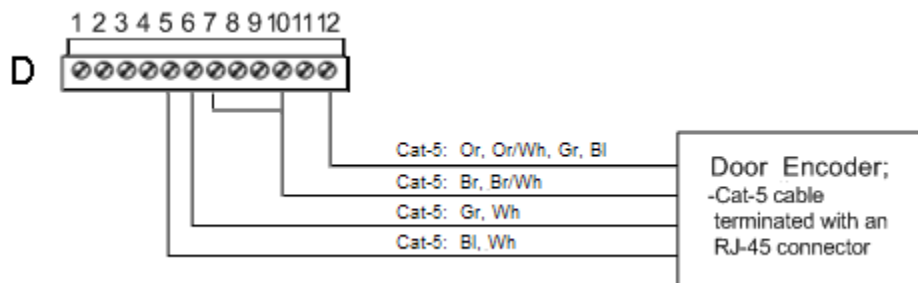 1 2 3 4 5 6 7 8 9 10 11 12
D
Cat-5: Or, Or/Wh, Gr, Bl
Cat-5: Br, Br/Wh
Cat-5: Gr, Wh
Cat-5: Bl, Wh
Door Encoder;
-Cat-5 cable
terminated with an
RJ-45 connector